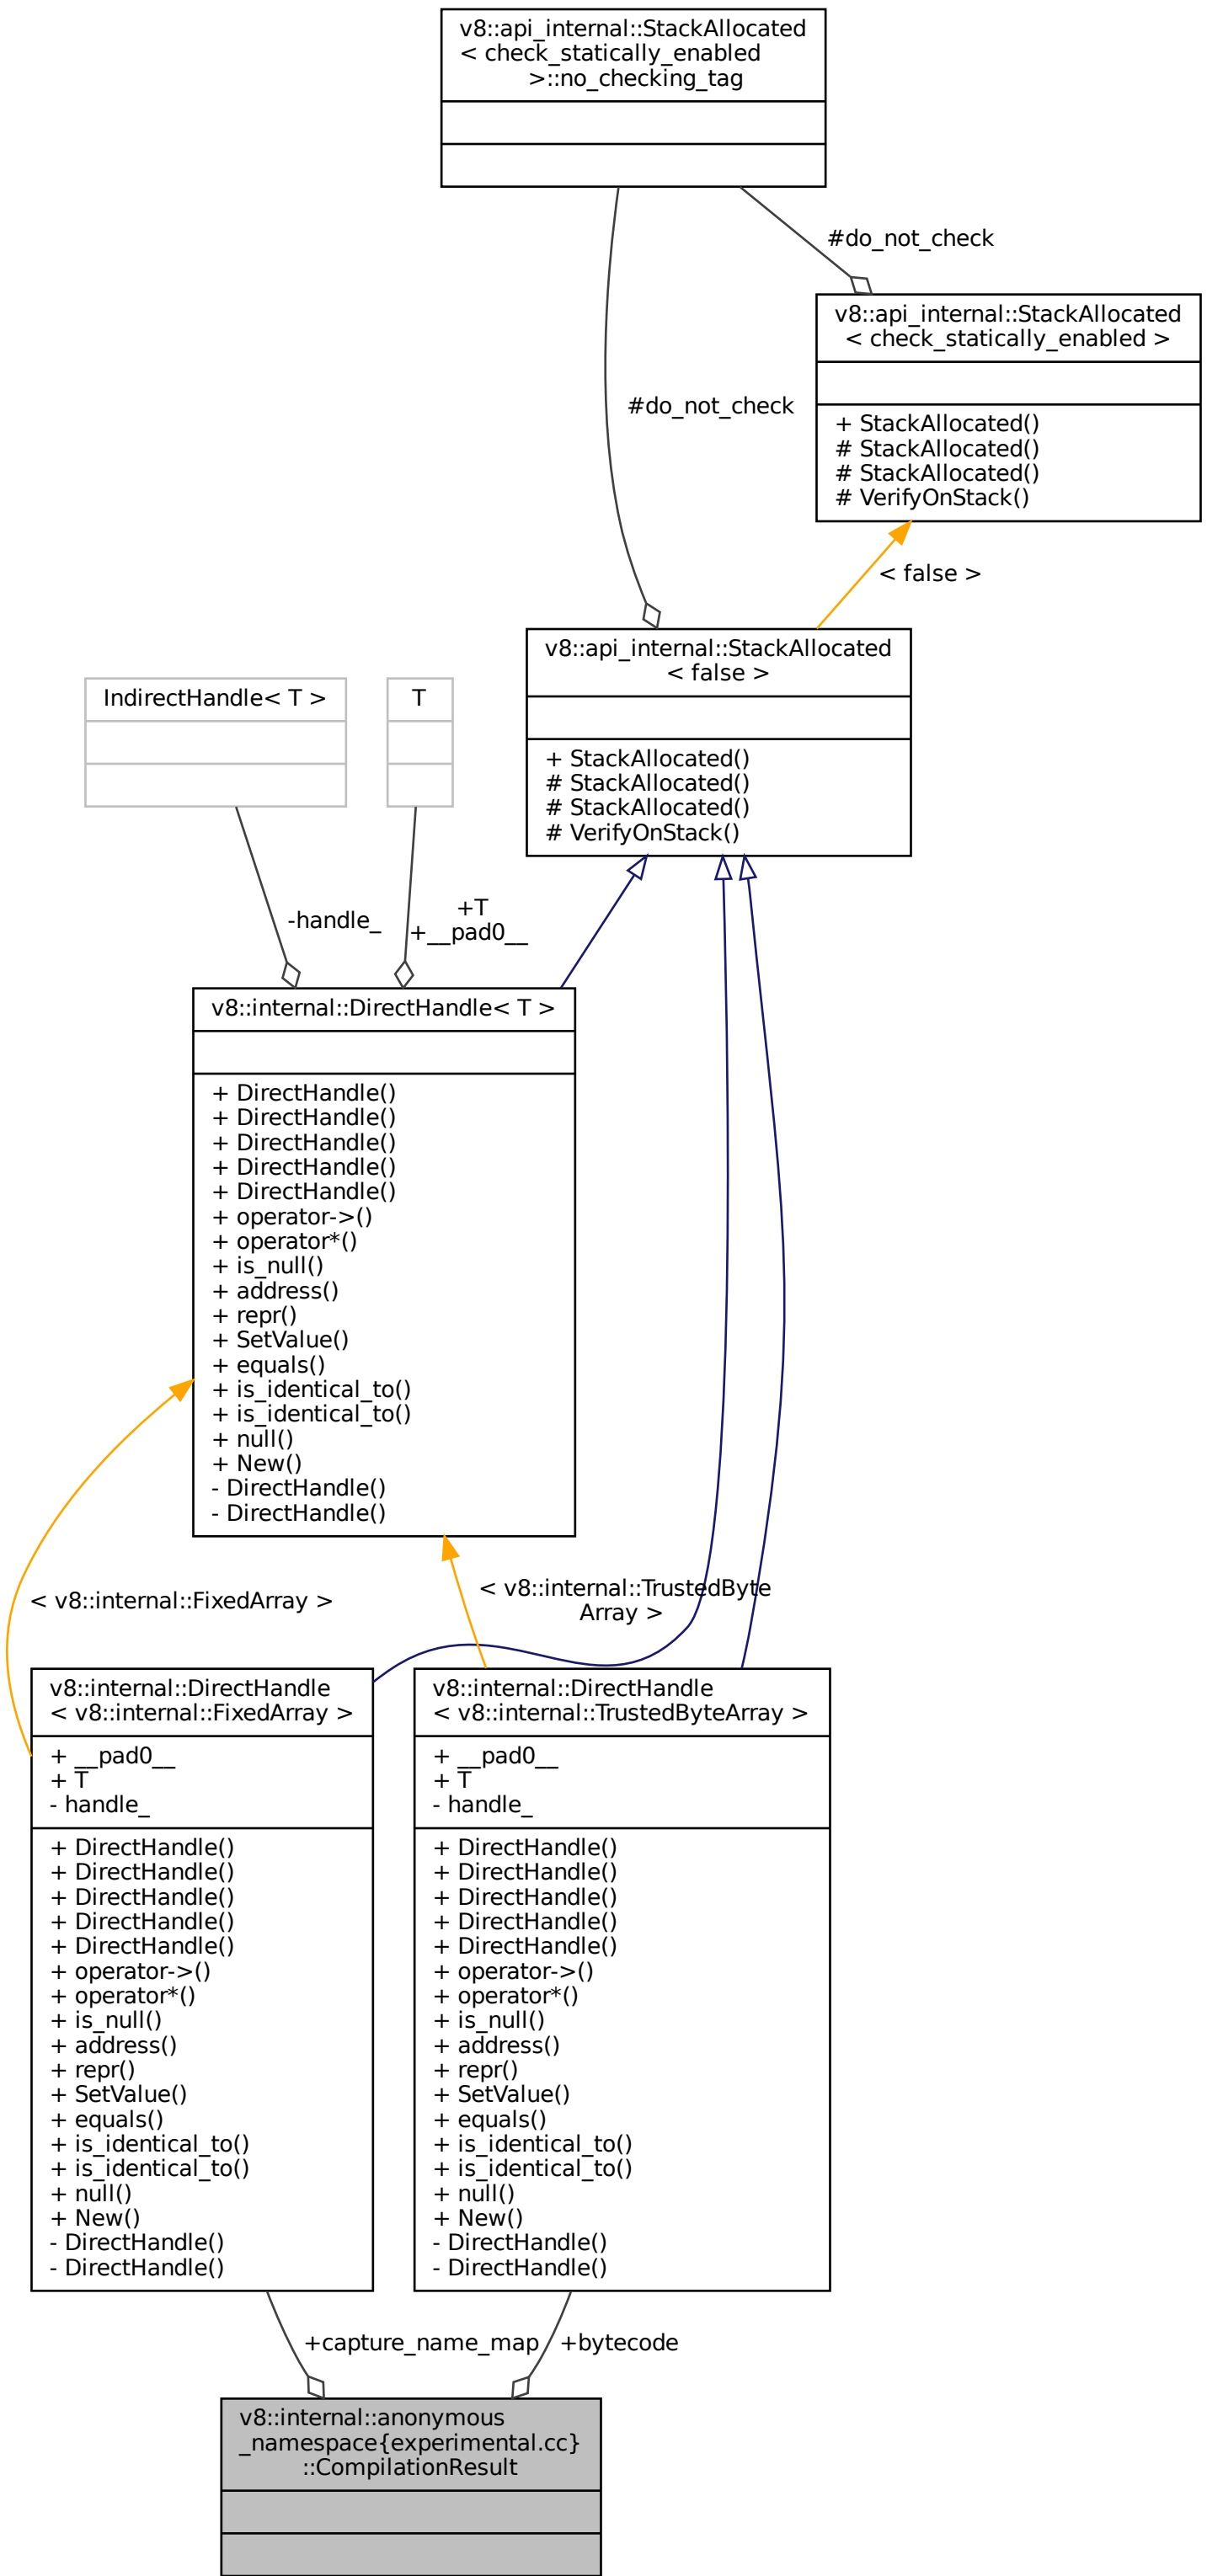 v8::api_internal::StackAllocated
< check_statically_enabled
>::no_checking_tag
#do_not_check
v8::api_internal::StackAllocated
< check_statically_enabled >
+ StackAllocated()
# StackAllocated()
# StackAllocated()
# VerifyOnStack()
#do_not_check
< false >
v8::api_internal::StackAllocated
< false >
+ StackAllocated()
# StackAllocated()
# StackAllocated()
# VerifyOnStack()
IndirectHandle< T >
T
-handle_
+T
+__pad0__
v8::internal::DirectHandle< T >
+ DirectHandle()
+ DirectHandle()
+ DirectHandle()
+ DirectHandle()
+ DirectHandle()
+ operator->()
+ operator*()
+ is_null()
+ address()
+ repr()
+ SetValue()
+ equals()
+ is_identical_to()
+ is_identical_to()
+ null()
+ New()
- DirectHandle()
- DirectHandle()
< v8::internal::FixedArray >
< v8::internal::TrustedByte
Array >
v8::internal::DirectHandle
< v8::internal::FixedArray >
+ __pad0__
+ T
- handle_
+ DirectHandle()
+ DirectHandle()
+ DirectHandle()
+ DirectHandle()
+ DirectHandle()
+ operator->()
+ operator*()
+ is_null()
+ address()
+ repr()
+ SetValue()
+ equals()
+ is_identical_to()
+ is_identical_to()
+ null()
+ New()
- DirectHandle()
- DirectHandle()
v8::internal::DirectHandle
< v8::internal::TrustedByteArray >
+ __pad0__
+ T
- handle_
+ DirectHandle()
+ DirectHandle()
+ DirectHandle()
+ DirectHandle()
+ DirectHandle()
+ operator->()
+ operator*()
+ is_null()
+ address()
+ repr()
+ SetValue()
+ equals()
+ is_identical_to()
+ is_identical_to()
+ null()
+ New()
- DirectHandle()
- DirectHandle()
+capture_name_map
+bytecode
v8::internal::anonymous
_namespace{experimental.cc}
::CompilationResult